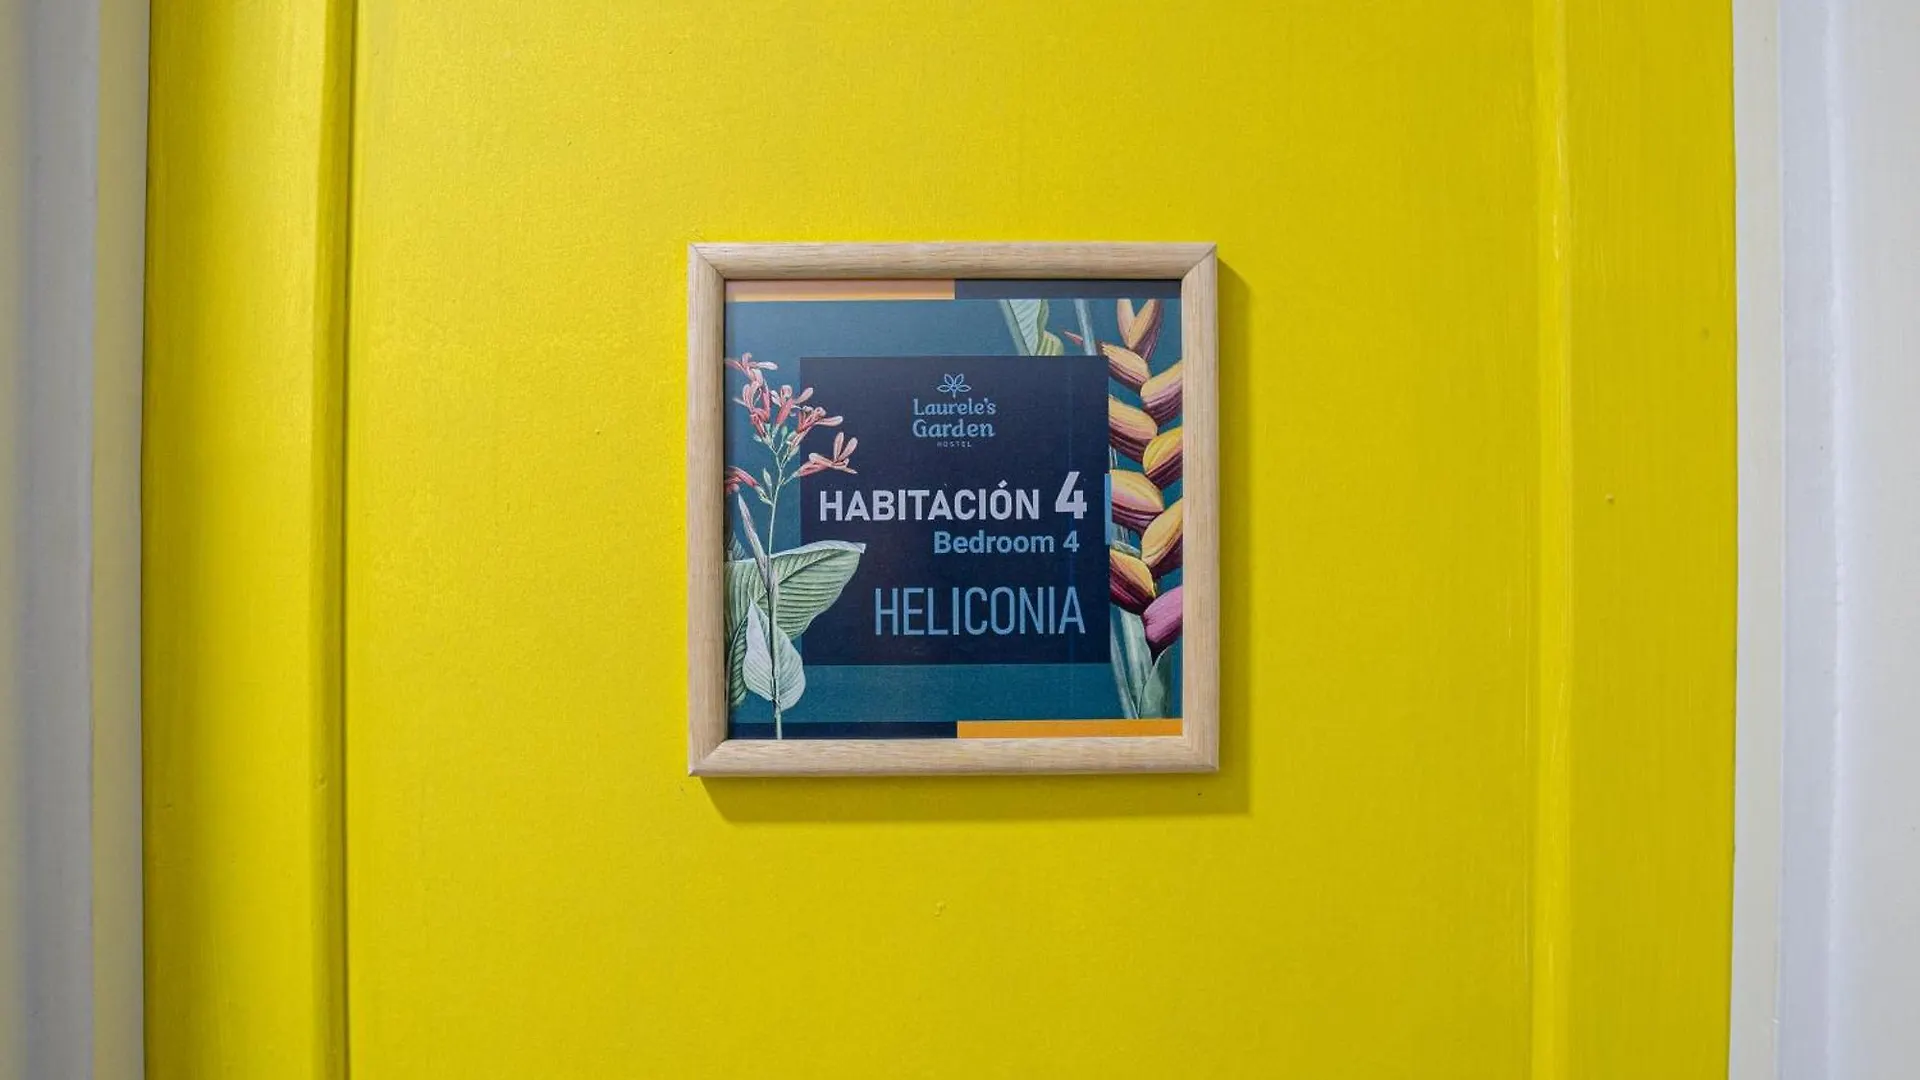 Laurele's
Garden
HOSTEL
HABITACIÓN 4
Bedroom 4
HELICONIA